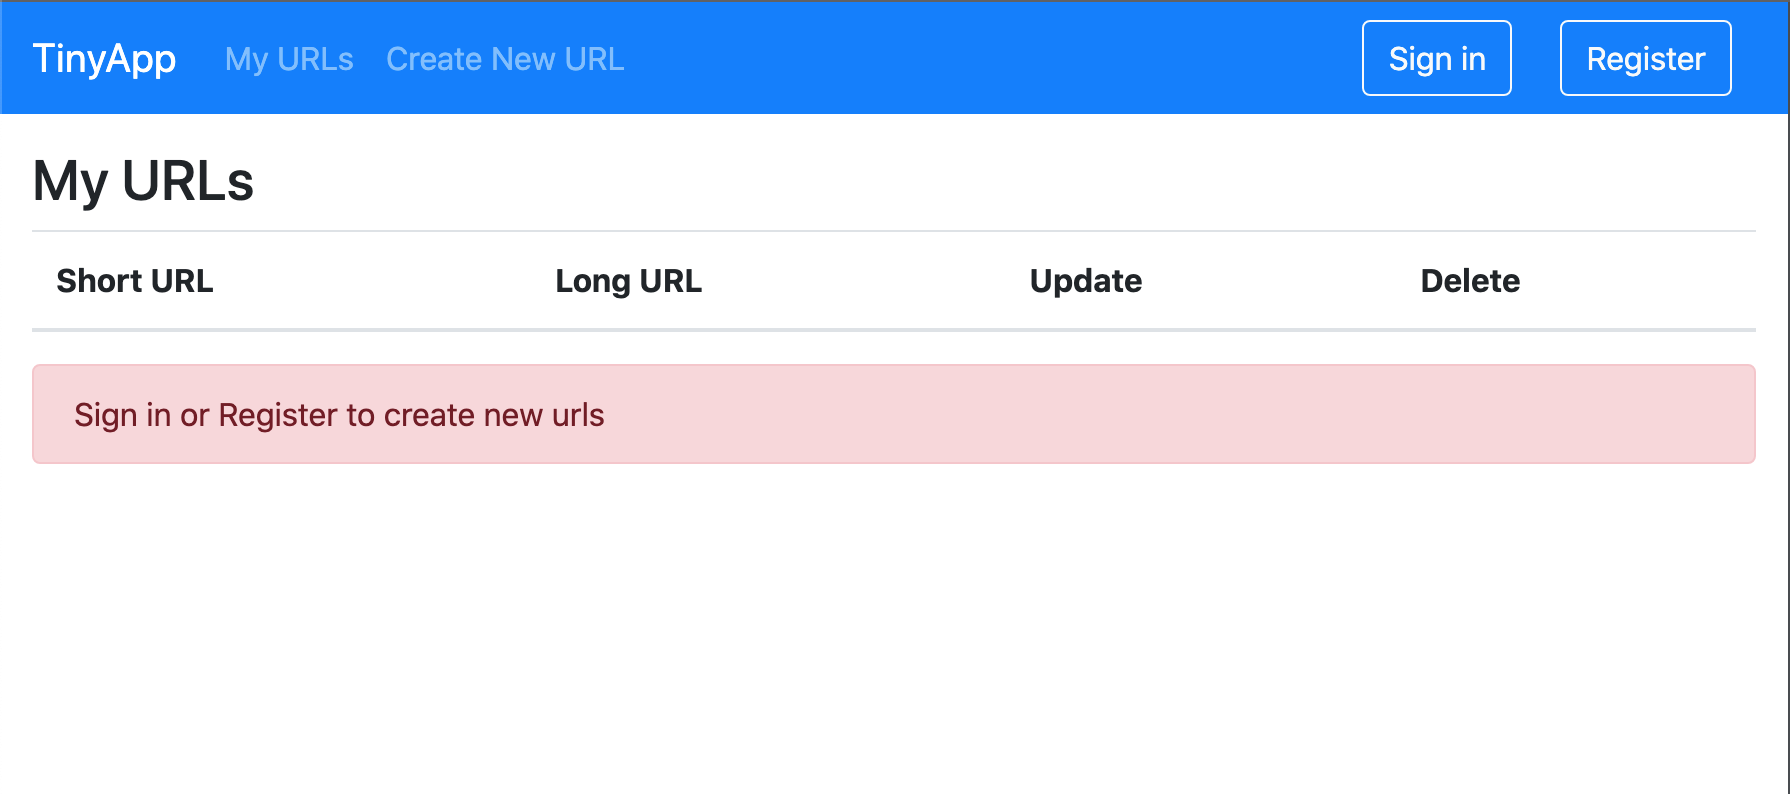 TinyApp My URLs Create New URL Sign in Register
My URLs
Short URL Long URL Update Delete
Sign in or Register to create new urls